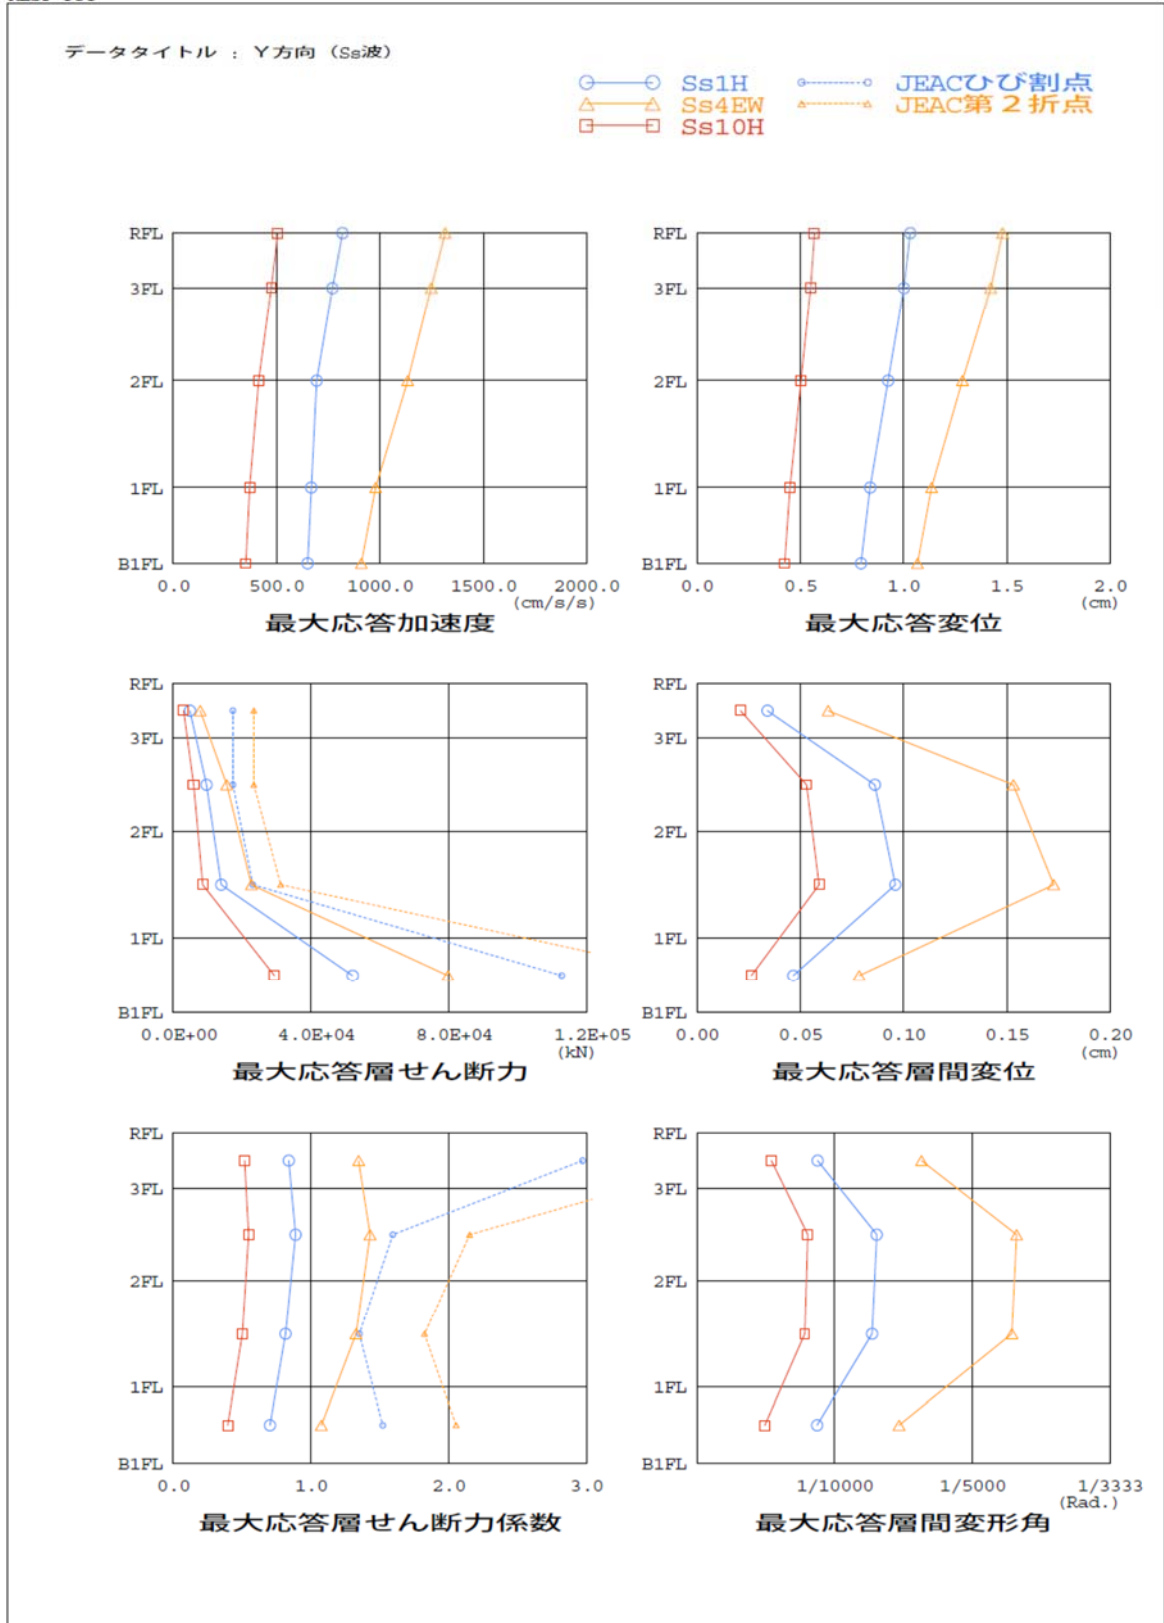 データタイトル ： Y方向（Ss波）
Ss1H JEACひび割点
Ss4EW JEAC第２折点
Ss10H
RFL RFL
3FL 3FL
2FL 2FL
1FL 1FL
B1FL B1FL
0.0 500.0 1000.0 1500.0 2000.0 0.0 0.5 1.0 1.5 2.0
(cm/s/s) (cm)
最大応答加速度 最大応答変位
RFL RFL
3FL 3FL
2FL 2FL
1FL 1FL
B1FL B1FL
0.0E+00 4.0E+04 8.0E+04 1.2E+05 0.00 0.05 0.10 0.15 0.20
(kN) (cm)
最大応答層せん断力 最大応答層間変位
RFL RFL
3FL 3FL
2FL 2FL
1FL 1FL
B1FL B1FL
0.0 1.0 2.0 3.0 1/10000 1/5000 1/3333
(Rad.)
最大応答層せん断力係数 最大応答層間変形角